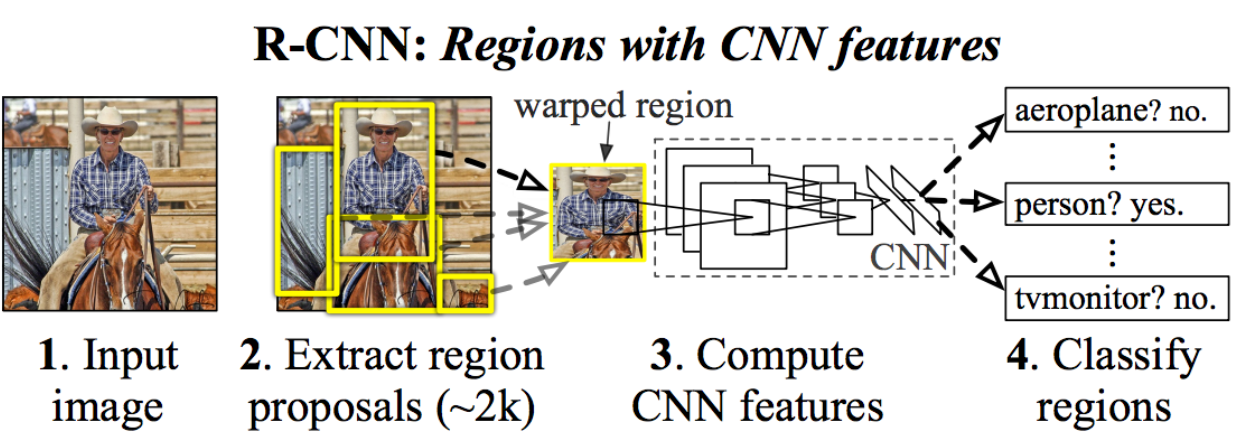 R-CNN: Regions with CNN features
warped region
aeroplane? no.
⋮
person? yes.
⋮
tvmonitor? no.
CNN
1. Input
image
2. Extract region
proposals (~2k)
3. Compute
CNN features
4. Classify
regions